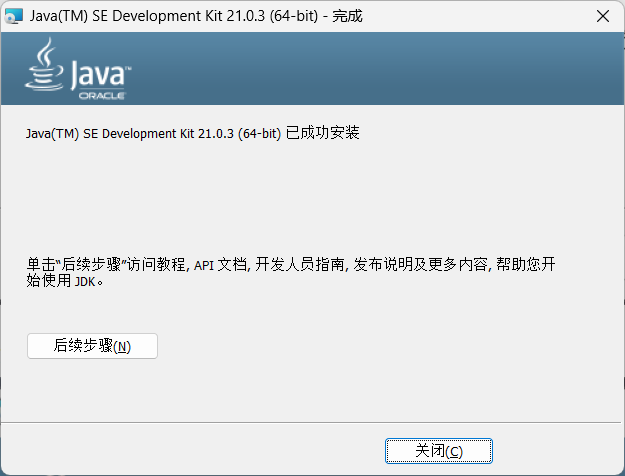 Java(TM) SE Development Kit 21.0.3 (64-bit) - 完成
Java™
ORACLE
Java(TM) SE Development Kit 21.0.3 (64-bit) 已成功安装
单击“后续步骤”访问教程, API 文档, 开发人员指南, 发布说明及更多内容, 帮助您开
始使用 JDK。
后续步骤(N)
关闭(C)